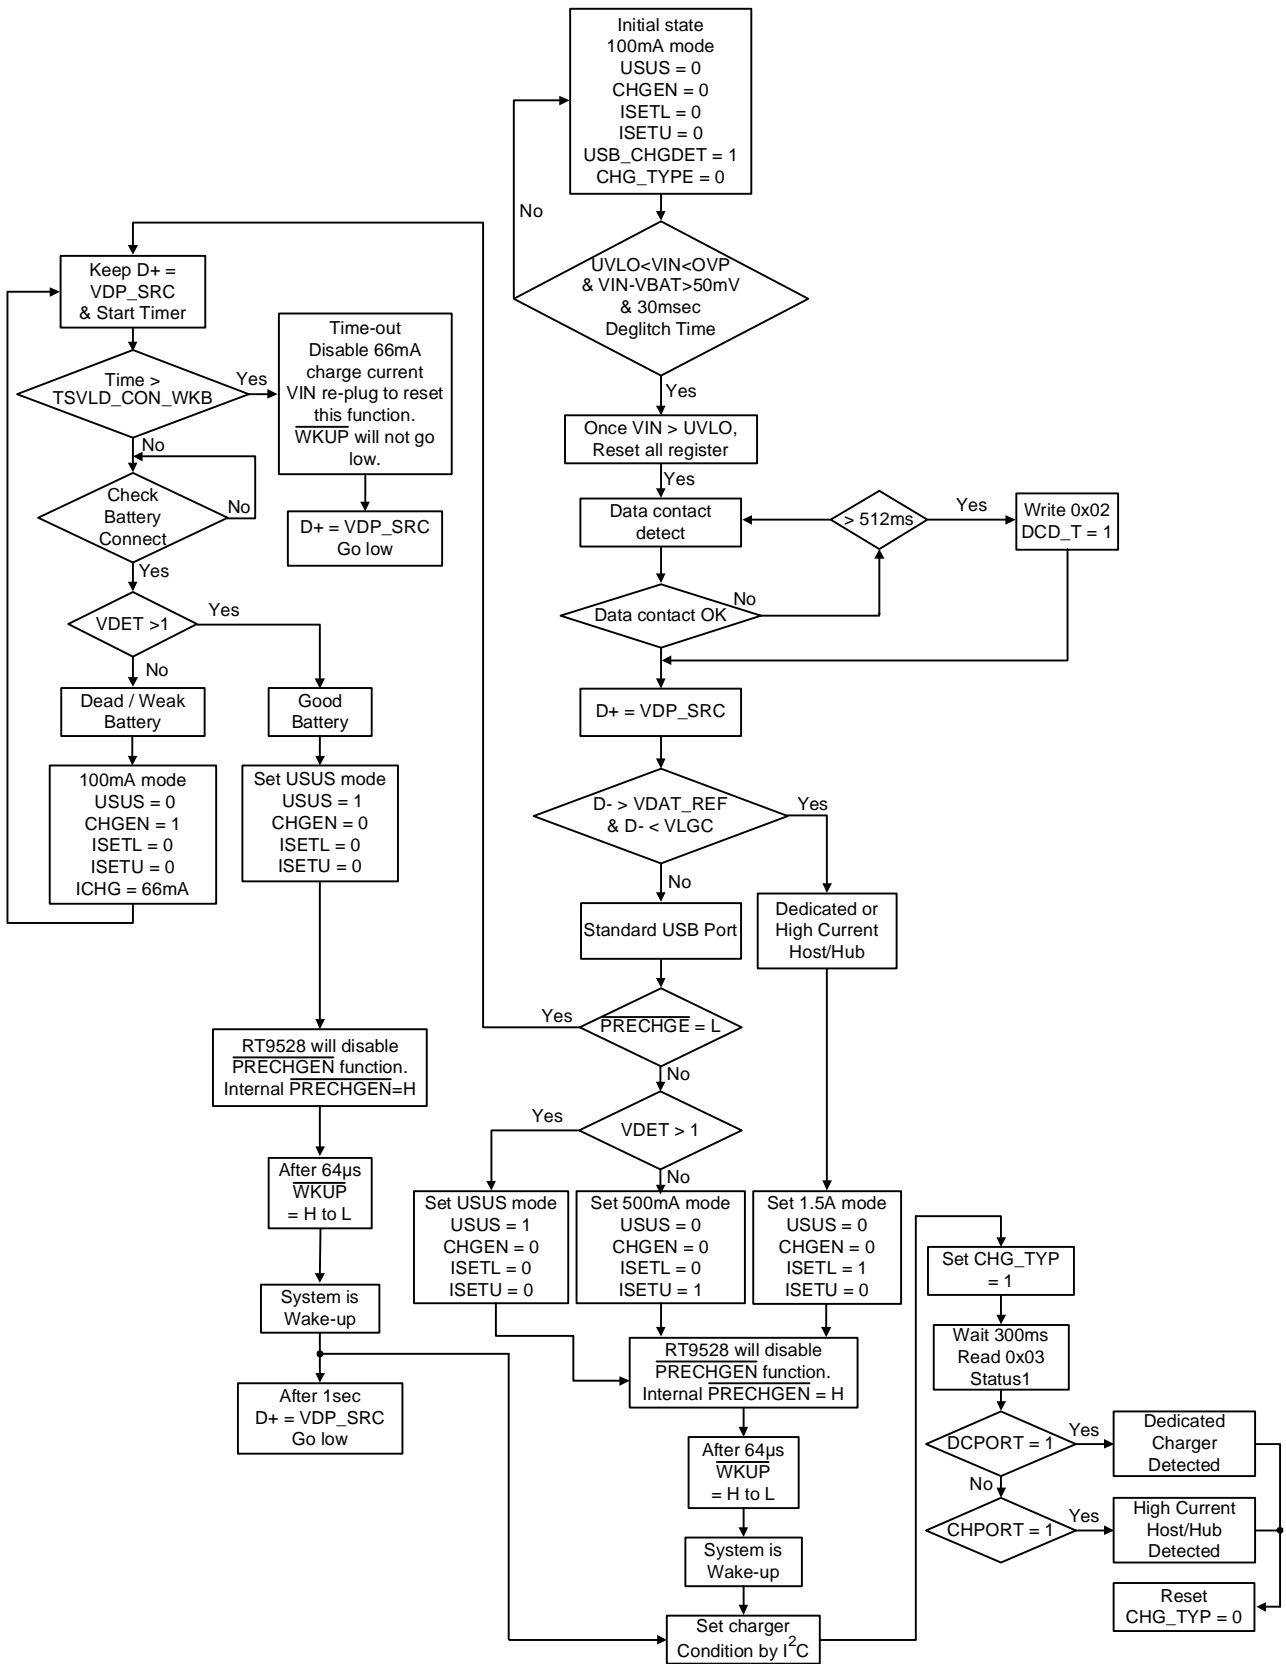 Initial state
100mA mode
USUS = 0
CHGEN = 0
ISETL = 0
ISETU = 0
USB_CHGDET = 1
CHG_TYPE = 0
No
UVLO<VIN<OVP
& VIN-VBAT>50mV
& 30msec
Deglitch Time
Yes
Once VIN > UVLO,
Reset all register
Yes
Data contact
detect
> 512ms
Yes
Write 0x02
DCD_T = 1
Data contact OK
No
D+ = VDP_SRC
D- > VDAT_REF
& D- < VLGC
Yes
No
Standard USB Port
Dedicated or
High Current
Host/Hub
PRECHGE = L
Yes
No
VDET > 1
Yes
No
Keep D+ =
VDP_SRC
& Start Timer
Time >
TSVLD_CON_WKB
Yes
No
Time-out
Disable 66mA
charge current
VIN re-plug to reset
this function.
WKUP will not go
low.
D+ = VDP_SRC
Go low
Check
Battery
Connect
No
Yes
VDET >1
Yes
No
Dead / Weak
Battery
Good
Battery
100mA mode
USUS = 0
CHGEN = 1
ISETL = 0
ISETU = 0
ICHG = 66mA
Set USUS mode
USUS = 1
CHGEN = 0
ISETL = 0
ISETU = 0
RT9528 will disable
PRECHGEN function.
Internal PRECHGEN=H
After 64µs
WKUP
= H to L
System is
Wake-up
After 1sec
D+ = VDP_SRC
Go low
Set USUS mode
USUS = 1
CHGEN = 0
ISETL = 0
ISETU = 0
Set 500mA mode
USUS = 0
CHGEN = 0
ISETL = 0
ISETU = 1
Set 1.5A mode
USUS = 0
CHGEN = 0
ISETL = 1
ISETU = 0
RT9528 will disable
PRECHGEN function.
Internal PRECHGEN = H
After 64µs
WKUP
= H to L
System is
Wake-up
Set charger
Condition by I²C
Set CHG_TYP
= 1
Wait 300ms
Read 0x03
Status1
DCPORT = 1
Yes
Dedicated
Charger
Detected
No
CHPORT = 1
Yes
High Current
Host/Hub
Detected
Reset
CHG_TYP = 0